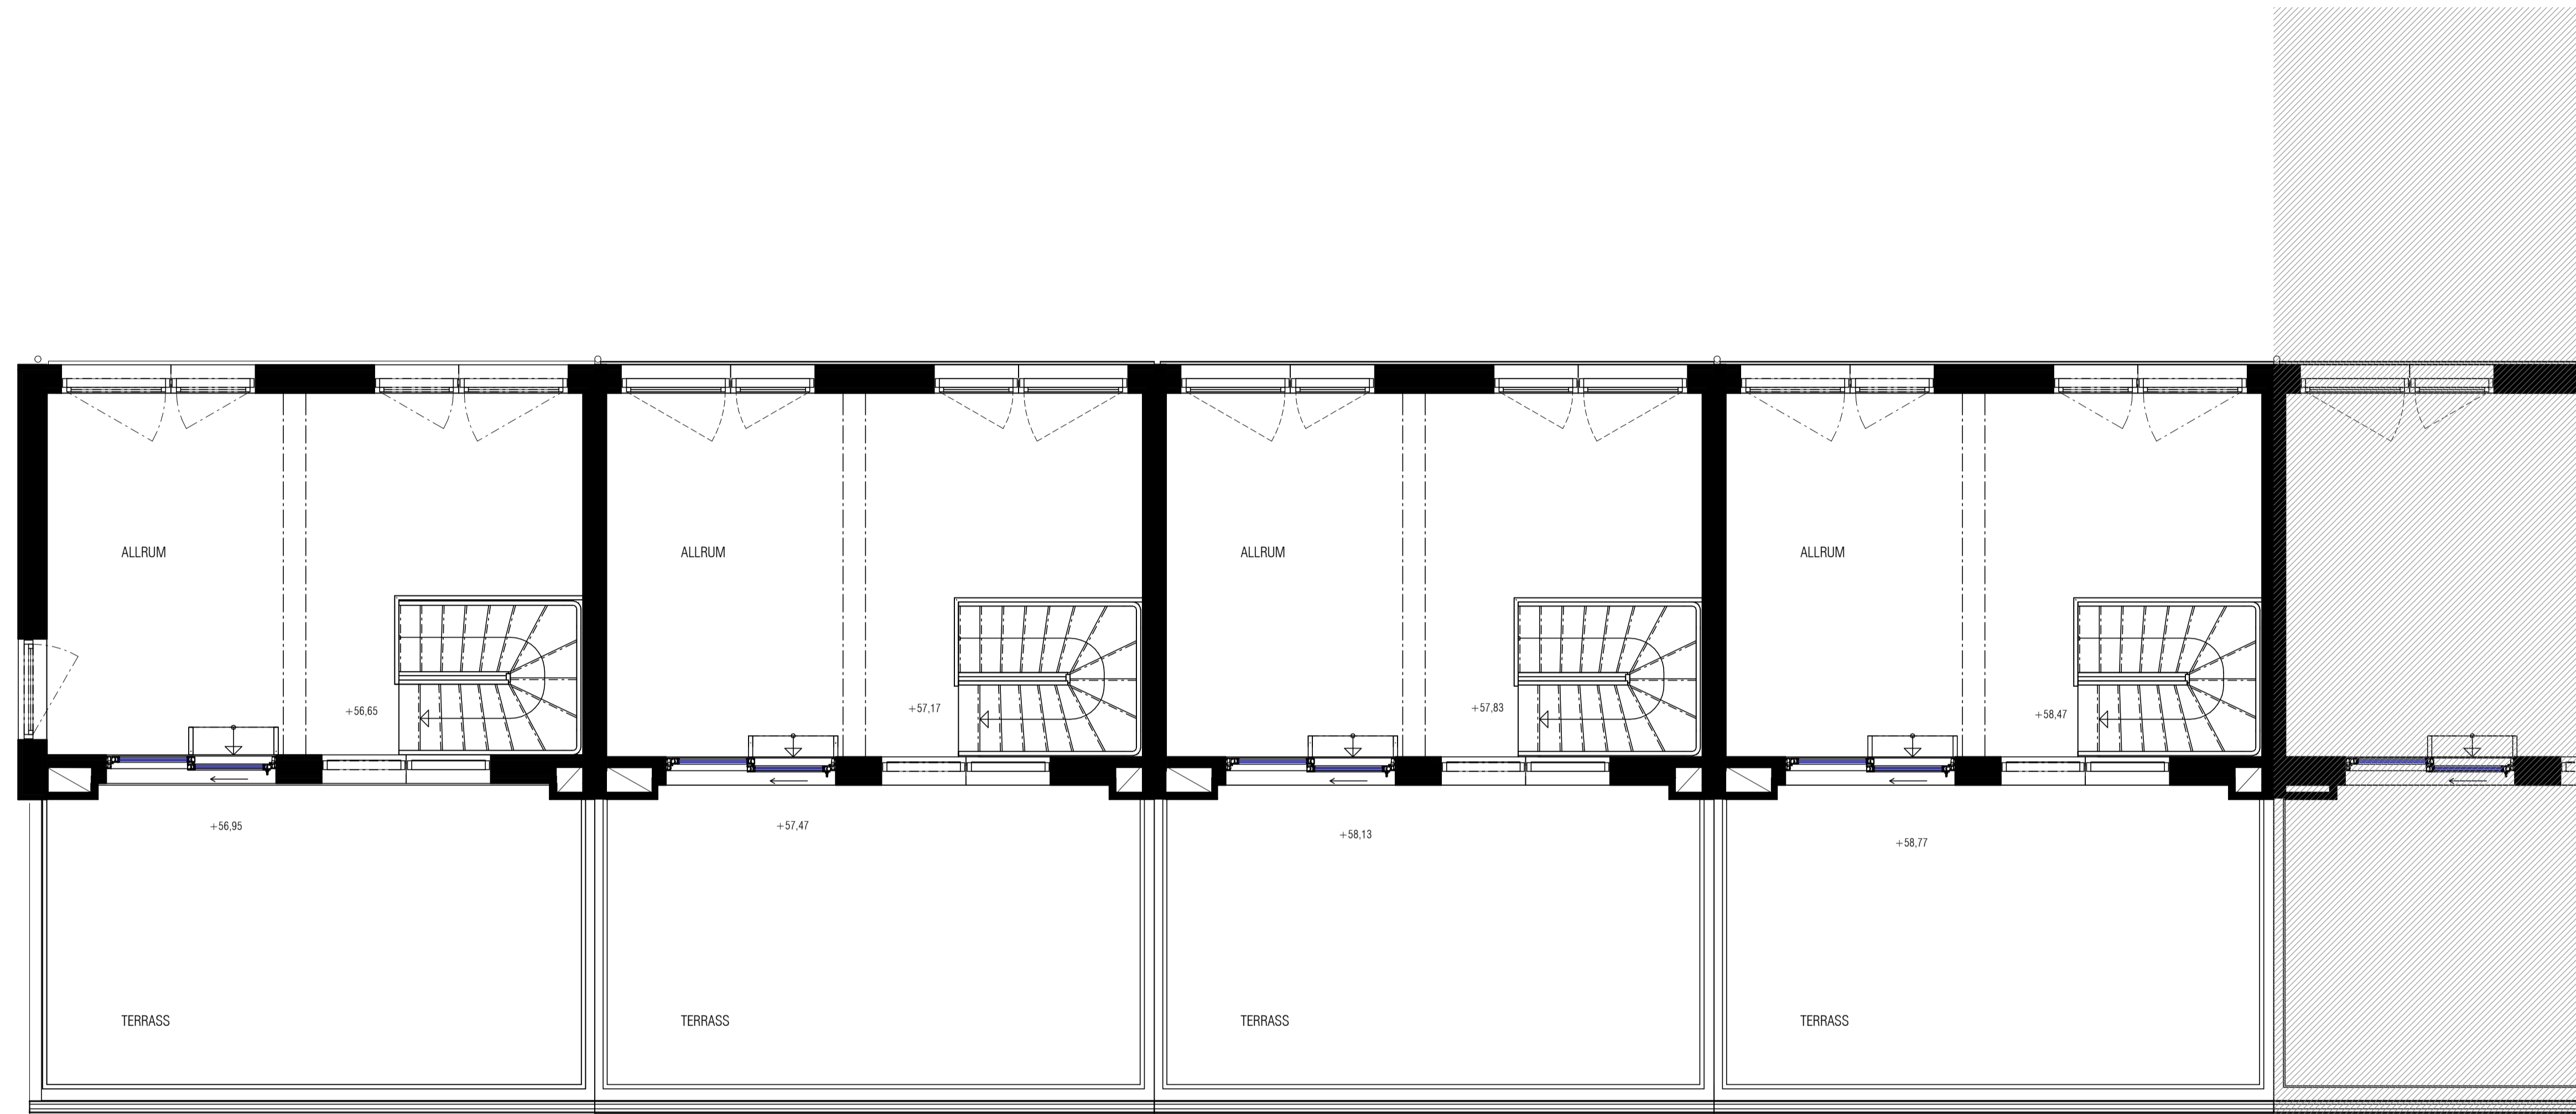 ALLRUM
ALLRUM
ALLRUM
ALLRUM
+56,65
+57,17
+57,83
+58,47
+56,95
+57,47
+58,13
+58,77
TERRASS
TERRASS
TERRASS
TERRASS